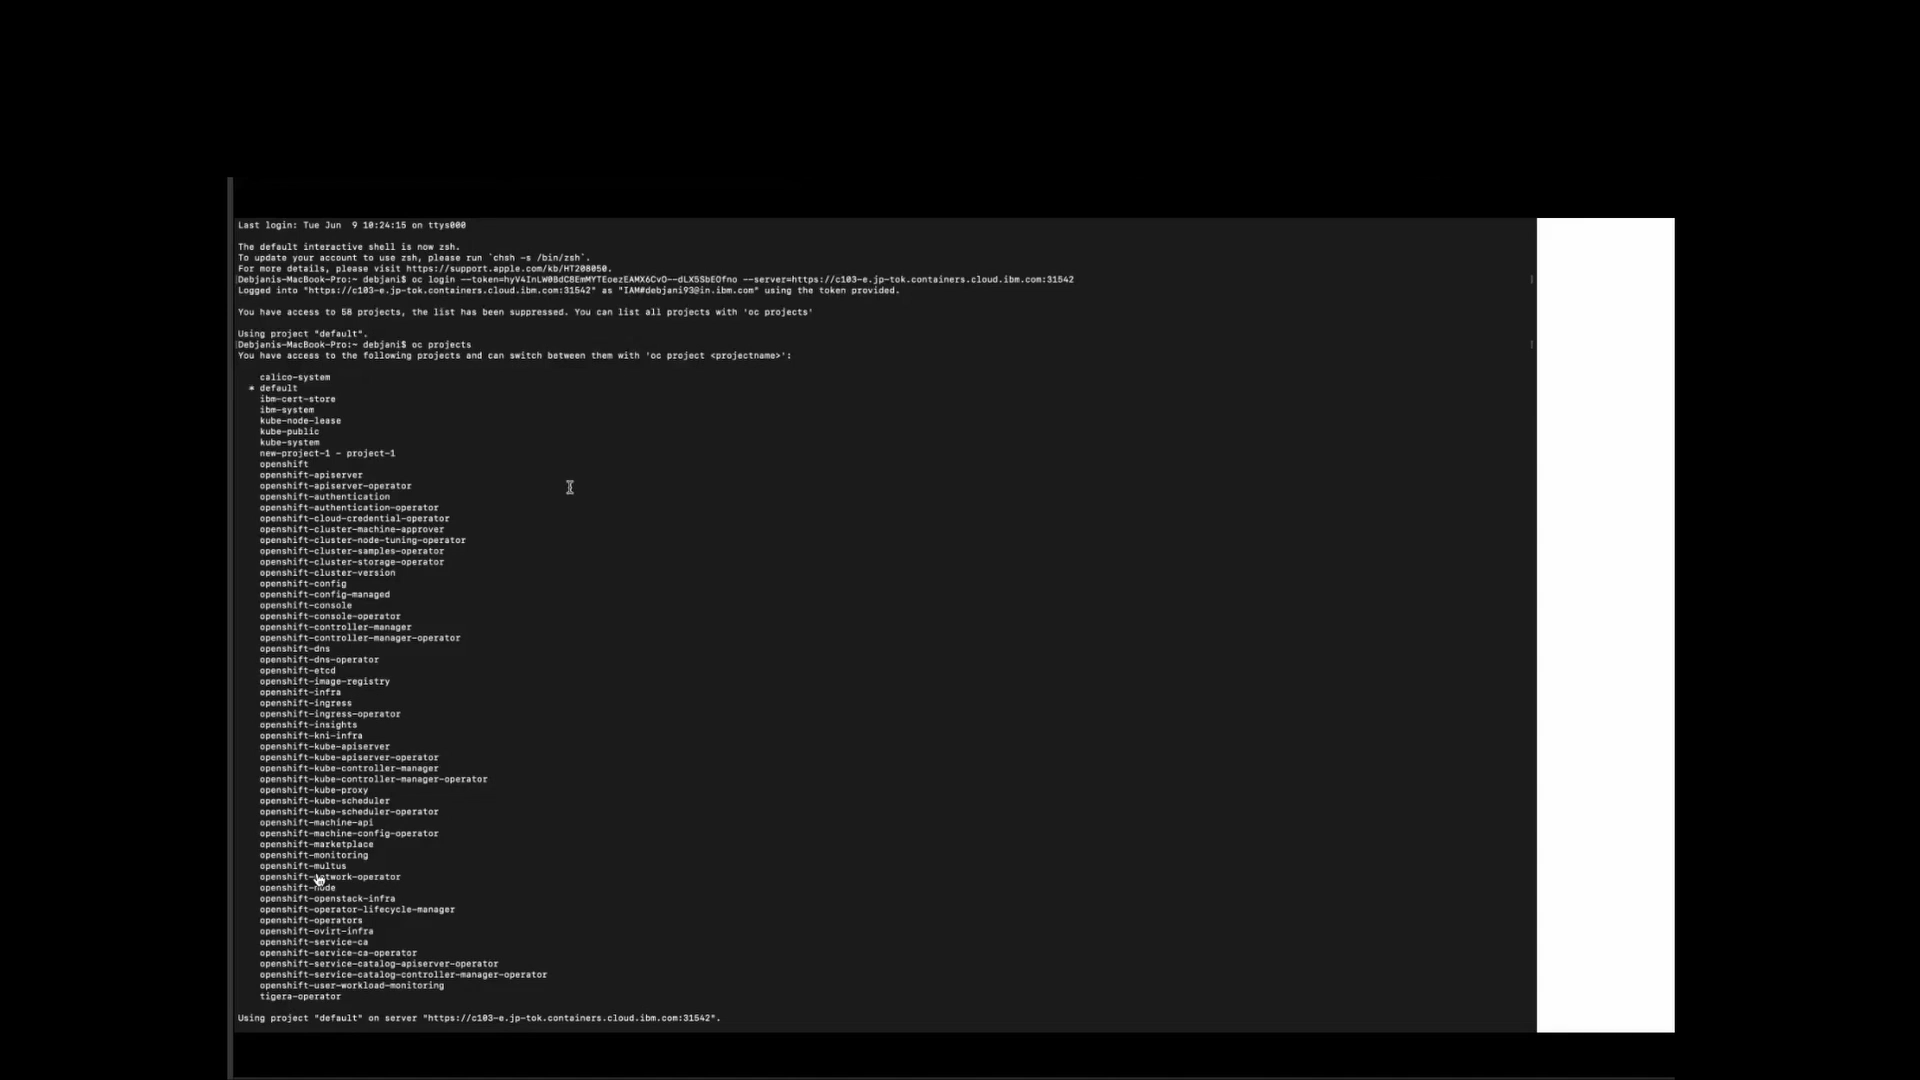 Last login: Tue Jun  9 10:24:15 on ttys000
The default interactive shell is now zsh.
To update your account to use zsh, please run `chsh -s /bin/zsh`.
For more details, please visit https://support.apple.com/kb/HT208050.
Debjanis-MacBook-Pro:~ debjani$ oc login --token=hyV4InLW0BdC8EmMYTEoezEAMX6CvO--dLX5SbEOfno --server=https://c103-e.jp-tok.containers.cloud.ibm.com:31542
Logged into "https://c103-e.jp-tok.containers.cloud.ibm.com:31542" as "IAM#debjani93@in.ibm.com" using the token provided.
You have access to 58 projects, the list has been suppressed. You can list all projects with 'oc projects'
Using project "default".
Debjanis-MacBook-Pro:~ debjani$ oc projects
You have access to the following projects and can switch between them with 'oc project <projectname>':
calico-system
* default
ibm-cert-store
ibm-system
kube-node-lease
kube-public
kube-system
new-project-1 - project-1
openshift
openshift-apiserver
openshift-apiserver-operator
openshift-authentication
openshift-authentication-operator
openshift-cloud-credential-operator
openshift-cluster-machine-approver
openshift-cluster-node-tuning-operator
openshift-cluster-samples-operator
openshift-cluster-storage-operator
openshift-cluster-version
openshift-config
openshift-config-managed
openshift-console
openshift-console-operator
openshift-controller-manager
openshift-controller-manager-operator
openshift-dns
openshift-dns-operator
openshift-etcd
openshift-image-registry
openshift-infra
openshift-ingress
openshift-ingress-operator
openshift-insights
openshift-kni-infra
openshift-kube-apiserver
openshift-kube-apiserver-operator
openshift-kube-controller-manager
openshift-kube-controller-manager-operator
openshift-kube-proxy
openshift-kube-scheduler
openshift-kube-scheduler-operator
openshift-machine-api
openshift-machine-config-operator
openshift-marketplace
openshift-monitoring
openshift-multus
openshift-network-operator
openshift-node
openshift-openstack-infra
openshift-operator-lifecycle-manager
openshift-operators
openshift-ovirt-infra
openshift-service-ca
openshift-service-ca-operator
openshift-service-catalog-apiserver-operator
openshift-service-catalog-controller-manager-operator
openshift-user-workload-monitoring
tigera-operator
Using project "default" on server "https://c103-e.jp-tok.containers.cloud.ibm.com:31542".